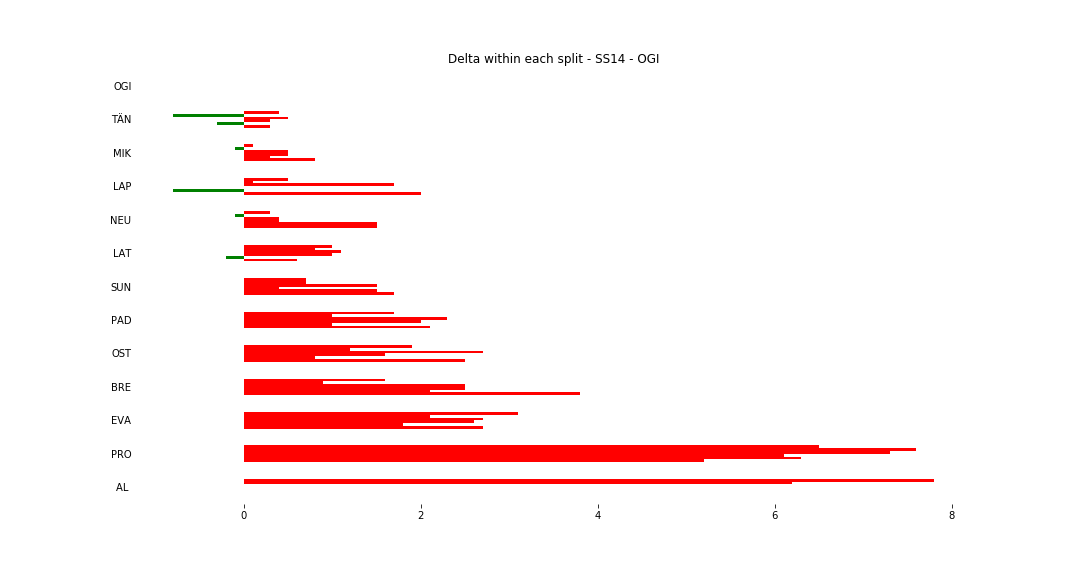 Delta within each split - SS14 - OGI
OGI
TÄN
MIK
LAP
NEU
LAT
SUN
PAD
OST
BRE
EVA
PRO
AL
0 2 4 6 8